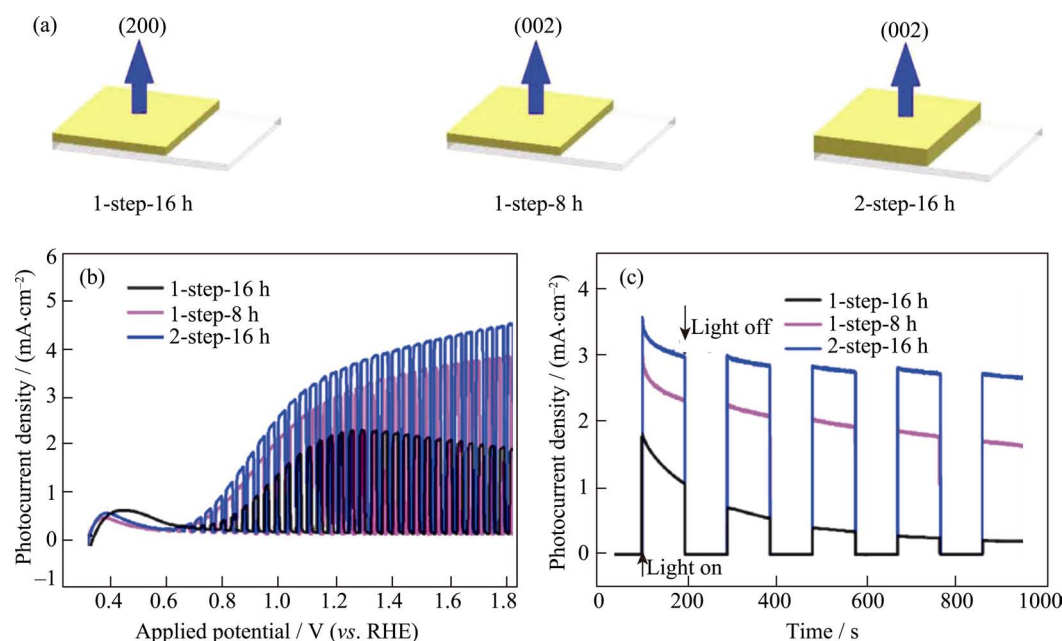 (a)
(200)
(002)
(002)
1-step-16 h
1-step-8 h
2-step-16 h
(b)
1-step-16 h
1-step-8 h
2-step-16 h
Photocurrent density / (mA·cm⁻²)
6
5
4
3
2
1
0
–1
0.4
0.6
0.8
1.0
1.2
1.4
1.6
1.8
Applied potential / V (vs. RHE)
(c)
1-step-16 h
1-step-8 h
2-step-16 h
Light off
Light on
Photocurrent density / (mA·cm⁻²)
4
3
2
1
0
0
200
400
600
800
1000
Time / s